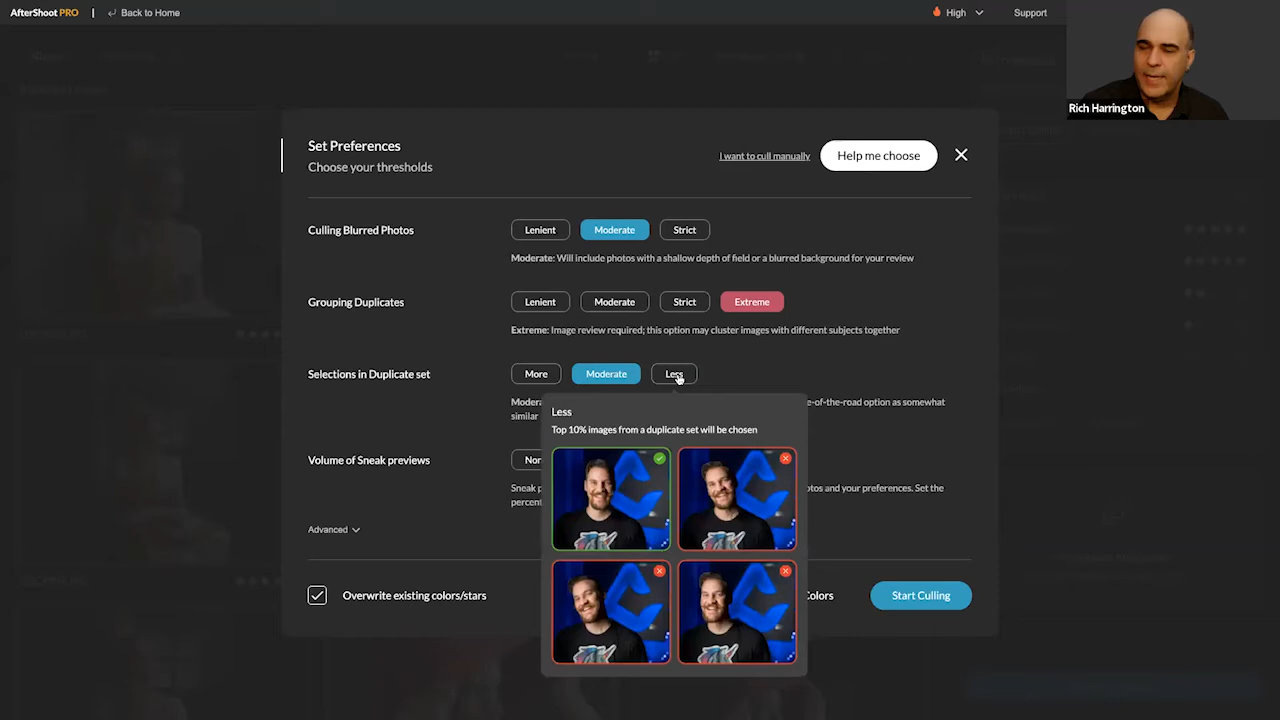 AfterShoot PRO | Back to Home
High
Support
Rich Harrington
Set Preferences
Choose your thresholds
I want to cull manually
Help me choose
Culling Blurred Photos
Lenient
Moderate
Strict
Moderate: Will include photos with a shallow depth of field or a blurred background for your review
Grouping Duplicates
Lenient
Moderate
Strict
Extreme
Extreme: Image review required; this option may cluster images with different subjects together
Selections in Duplicate set
More
Moderate
Less
e-of-the-road option as somewhat
similar
Less
Top 10% images from a duplicate set will be chosen
Volume of Sneak previews
Sneak
otos and your preferences. Set the
Advanced
Overwrite existing colors/stars
Colors
Start Culling